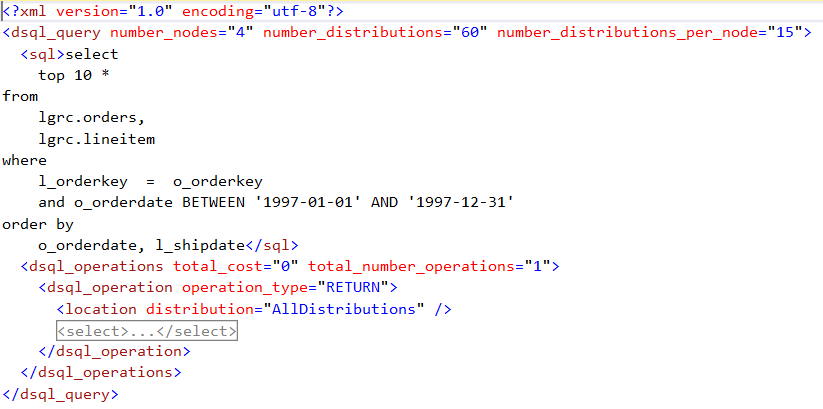 <?xml version="1.0" encoding="utf-8"?>
<dsql_query number_nodes="4" number_distributions="60" number_distributions_per_node="15">
  <sql>select
    top 10 *
from
    lgrc.orders,
    lgrc.lineitem
where
    l_orderkey  =  o_orderkey
    and o_orderdate BETWEEN '1997-01-01' AND '1997-12-31'
order by
    o_orderdate, l_shipdate</sql>
  <dsql_operations total_cost="0" total_number_operations="1">
    <dsql_operation operation_type="RETURN">
      <location distribution="AllDistributions" />
      <select>...</select>
    </dsql_operation>
  </dsql_operations>
</dsql_query>